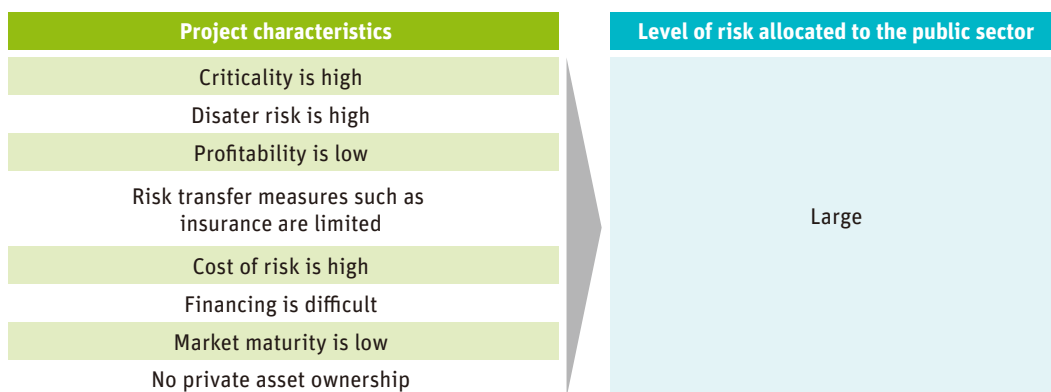 Project characteristics
Level of risk allocated to the public sector
Criticality is high
Disater risk is high
Profitability is low
Risk transfer measures such as
insurance are limited
Cost of risk is high
Financing is difficult
Market maturity is low
No private asset ownership
Large